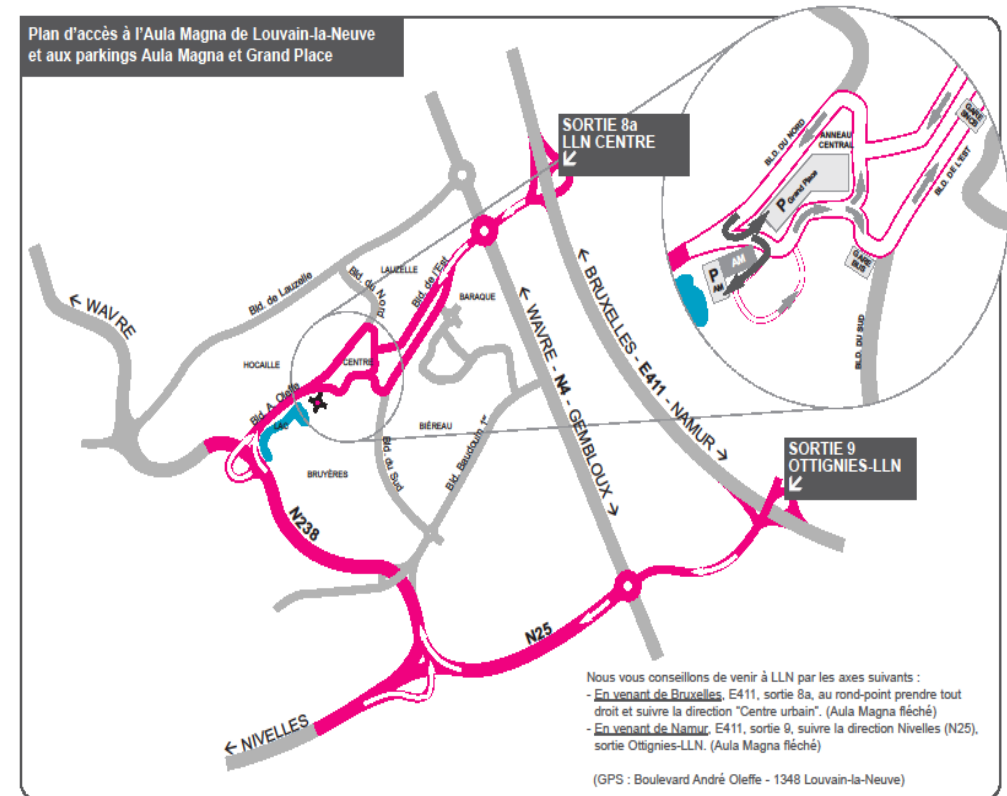 Plan d'accès à l'Aula Magna de Louvain-la-Neuve
et aux parkings Aula Magna et Grand Place
SORTIE 8a
LLN CENTRE
↙
BLD. DU NORD
ANNEAU
CENTRAL
GARE
SNCB
BLD. DE L'EST
P Grand Place
AM
P
AM
GARE
BUS
BLD. DU SUD
← WAVRE
Bld. de Lauzelle
Bld. du Nord
LAUZELLE
Bld. de l'Est
BARAQUE
← WAVRE - N4 - GEMBLOUX →
← BRUXELLES - E411 - NAMUR →
HOCAILLE
CENTRE
Bld. A. Oleffe
LAC
BIÉREAU
BRUYÈRES
Bld. du Sud
Bld. Baudouin 1er
SORTIE 9
OTTIGNIES-LLN
↙
N238
N25
← NIVELLES
Nous vous conseillons de venir à LLN par les axes suivants :
- En venant de Bruxelles, E411, sortie 8a, au rond-point prendre tout
droit et suivre la direction "Centre urbain". (Aula Magna fléché)
- En venant de Namur, E411, sortie 9, suivre la direction Nivelles (N25),
sortie Ottignies-LLN. (Aula Magna fléché)
(GPS : Boulevard André Oleffe - 1348 Louvain-la-Neuve)